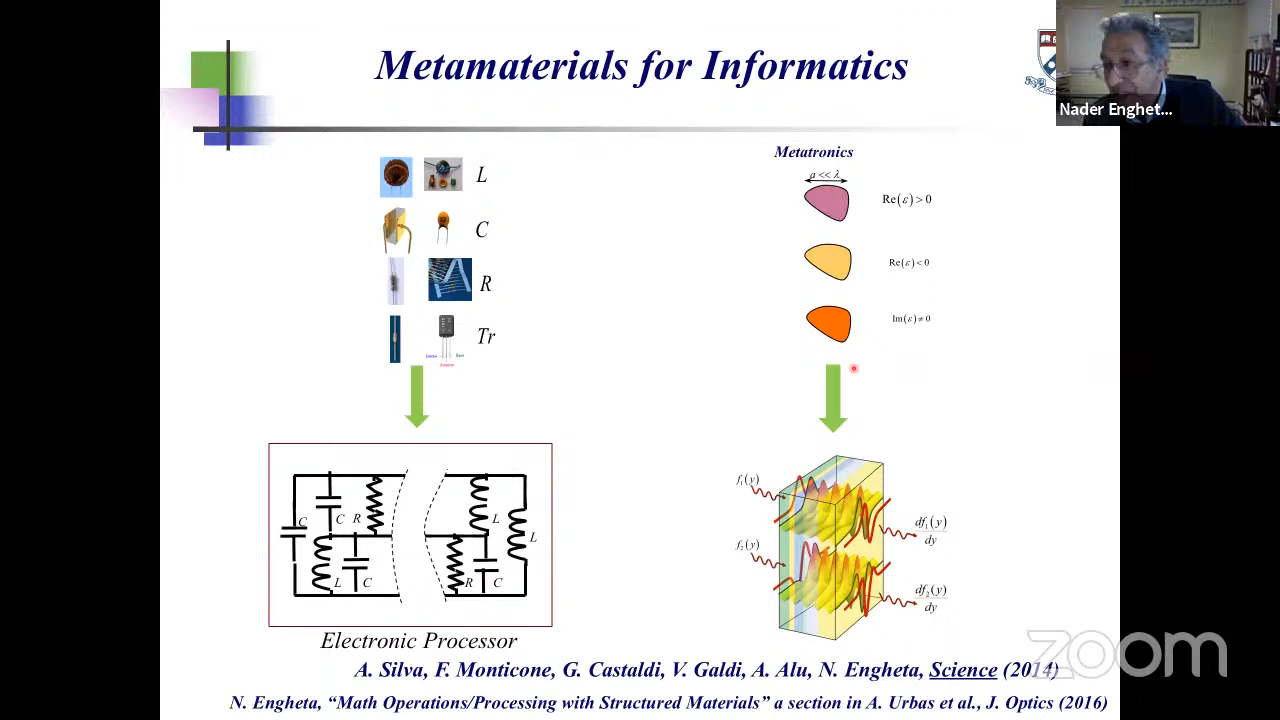 Metamaterials for Informatics
Nader Enghet...
Metatronics
a << λ
L
Re(ε) > 0
C
Re(ε) < 0
R
Im(ε) ≠ 0
Tr
f₁(y)
df₁(y)
dy
f₂(y)
df₂(y)
dy
C
C
R
L
C
L
L
R
C
Electronic Processor
A. Silva, F. Monticone, G. Castaldi, V. Galdi, A. Alu, N. Engheta, Science (2014)
N. Engheta, “Math Operations/Processing with Structured Materials” a section in A. Urbas et al., J. Optics (2016)
zoom